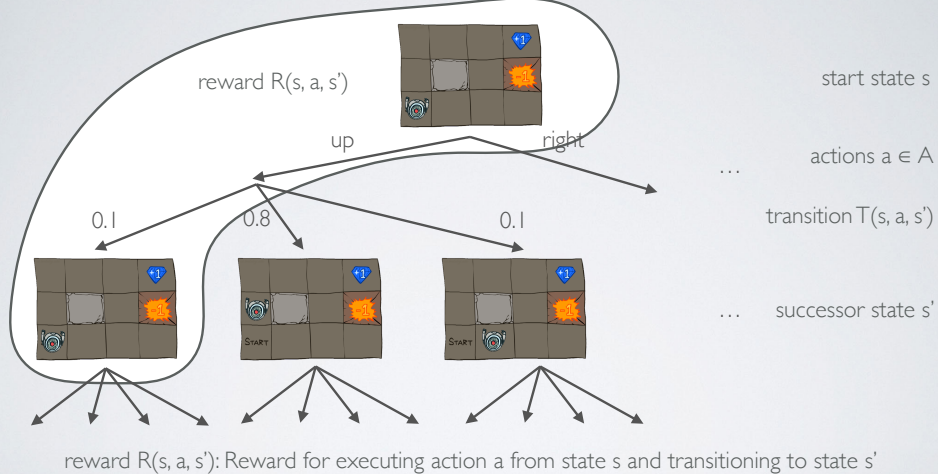 +1
reward R(s, a, s’)
-1
start state s
up
right
…
actions a ∈ A
0.1
0.8
0.1
transition T(s, a, s’)
+1
+1
+1
-1
-1
-1
…
successor state s’
START
START
reward R(s, a, s’): Reward for executing action a from state s and transitioning to state s’